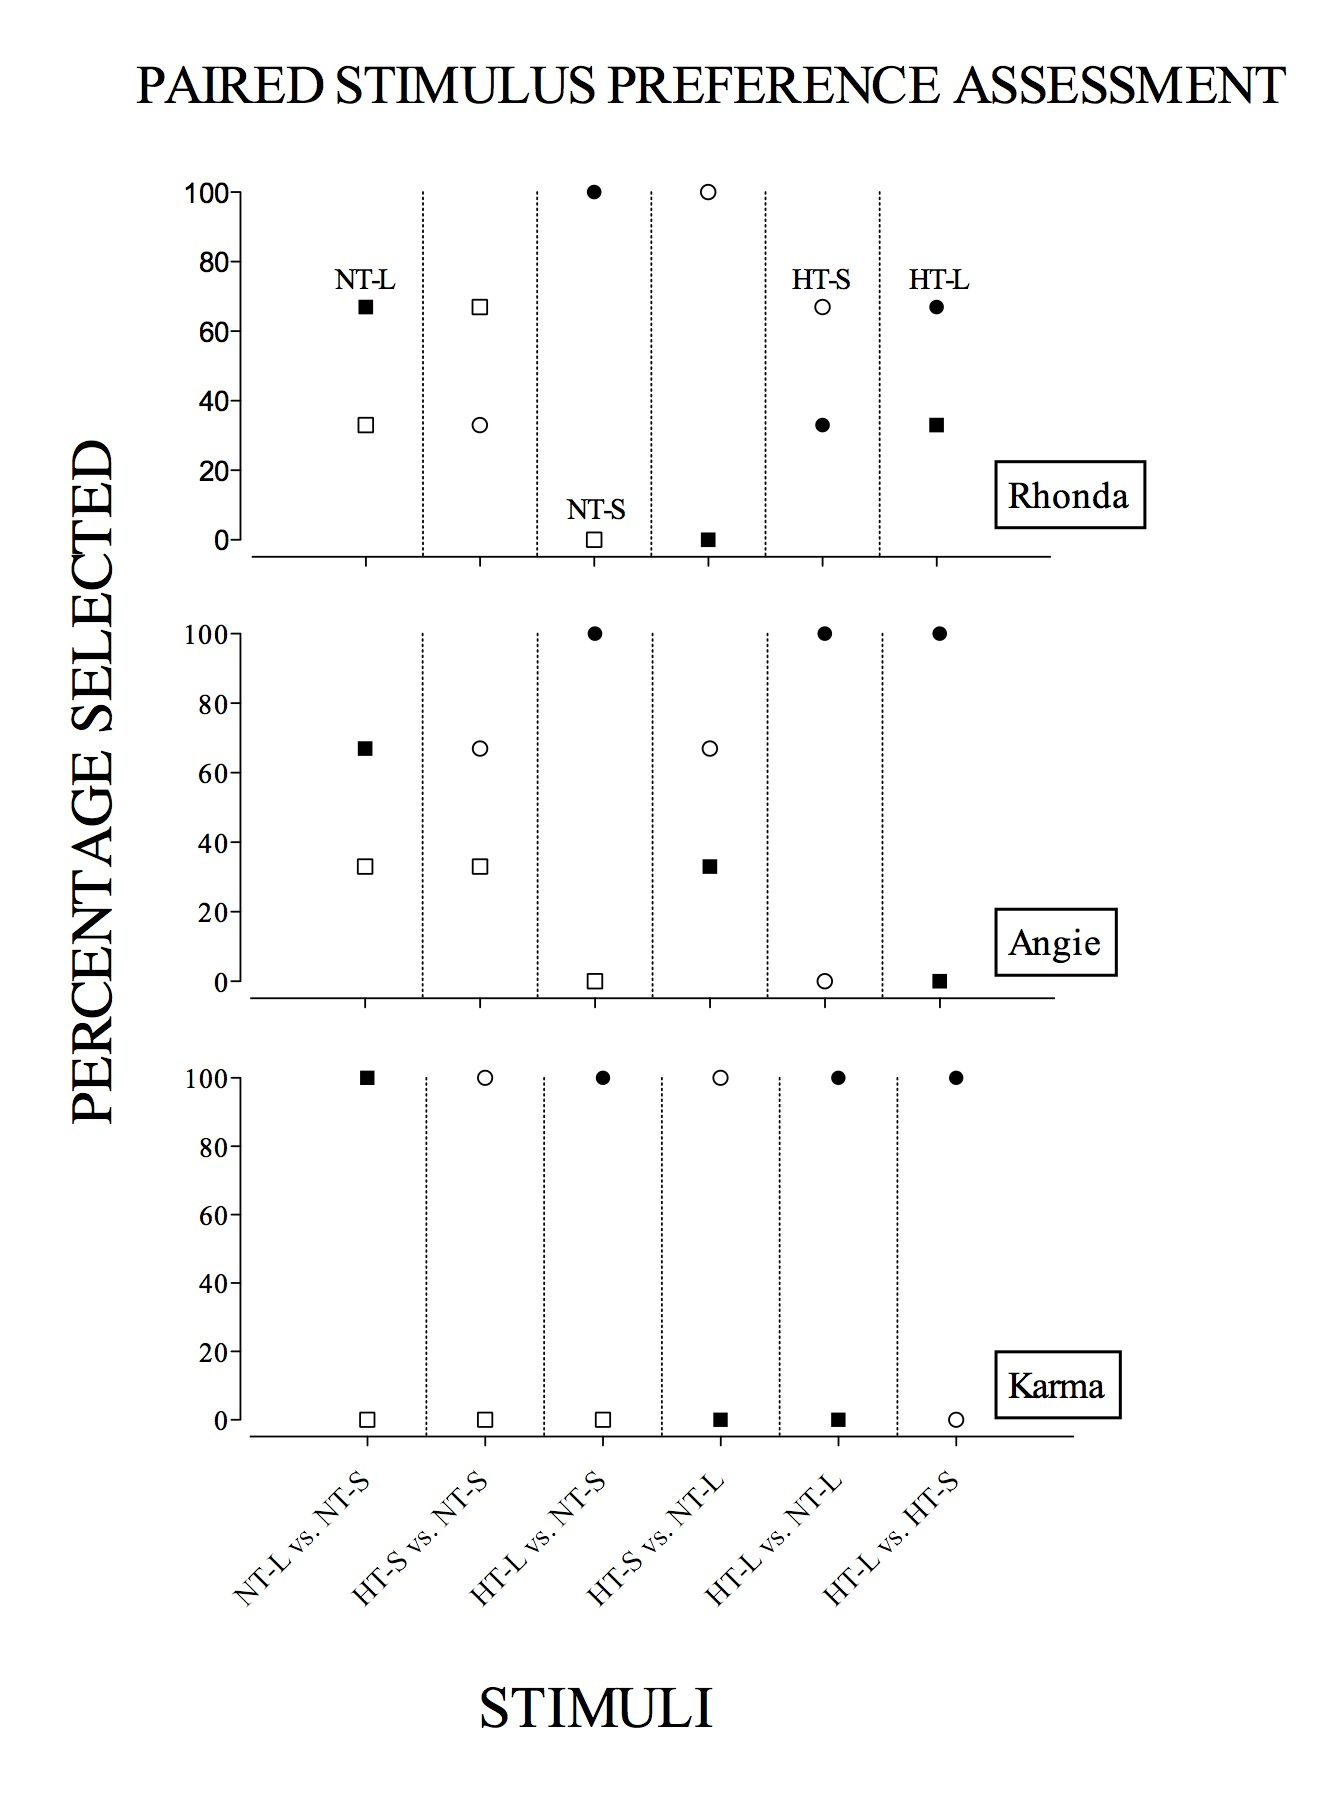 PAIRED STIMULUS PREFERENCE ASSESSMENT
PERCENTAGE SELECTED
100
80
60
40
20
0
NT-L
NT-S
HT-S
HT-L
Rhonda
100
80
60
40
20
0
Angie
100
80
60
40
20
0
Karma
NT-L vs. NT-S
HT-S vs. NT-S
HT-L vs. NT-S
HT-S vs. NT-L
HT-L vs. NT-L
HT-L vs. HT-S
STIMULI